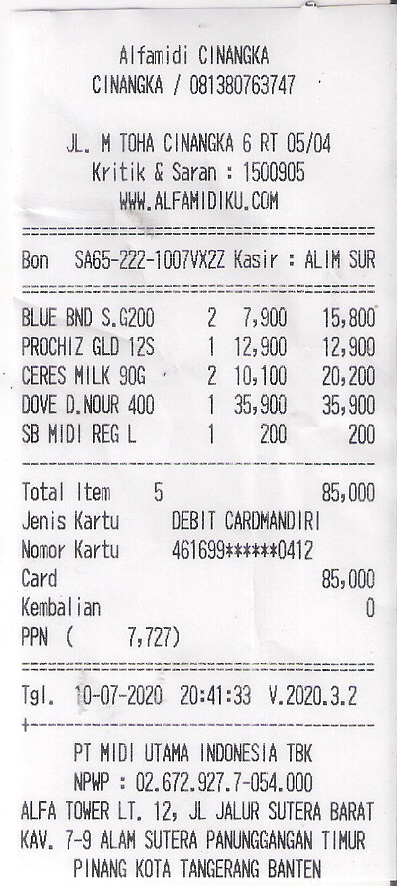 Alfamidi CINANGKA
CINANGKA / 081380763747
JL. M TOHA CINANGKA 6 RT 05/04
Kritik & Saran : 1500905
WWW.ALFAMIDIKU.COM
Bon SA65-222-1007VX2Z Kasir : ALIM SUR
BLUE BND S.G200 2 7,900 15,800
PROCHIZ GLD 12S 1 12,900 12,900
CERES MILK 90G 2 10,100 20,200
DOVE D.NOUR 400 1 35,900 35,900
SB MIDI REG L 1 200 200
Total Item 5 85,000
Jenis Kartu DEBIT CARDMANDIRI
Nomor Kartu 461699******0412
Card 85,000
Kembalian 0
PPN ( 7,727)
Tgl. 10-07-2020 20:41:33 V.2020.3.2
PT MIDI UTAMA INDONESIA TBK
NPWP : 02.672.927.7-054.000
ALFA TOWER LT. 12, JL JALUR SUTERA BARAT
KAV. 7-9 ALAM SUTERA PANUNGGANGAN TIMUR
PINANG KOTA TANGERANG BANTEN